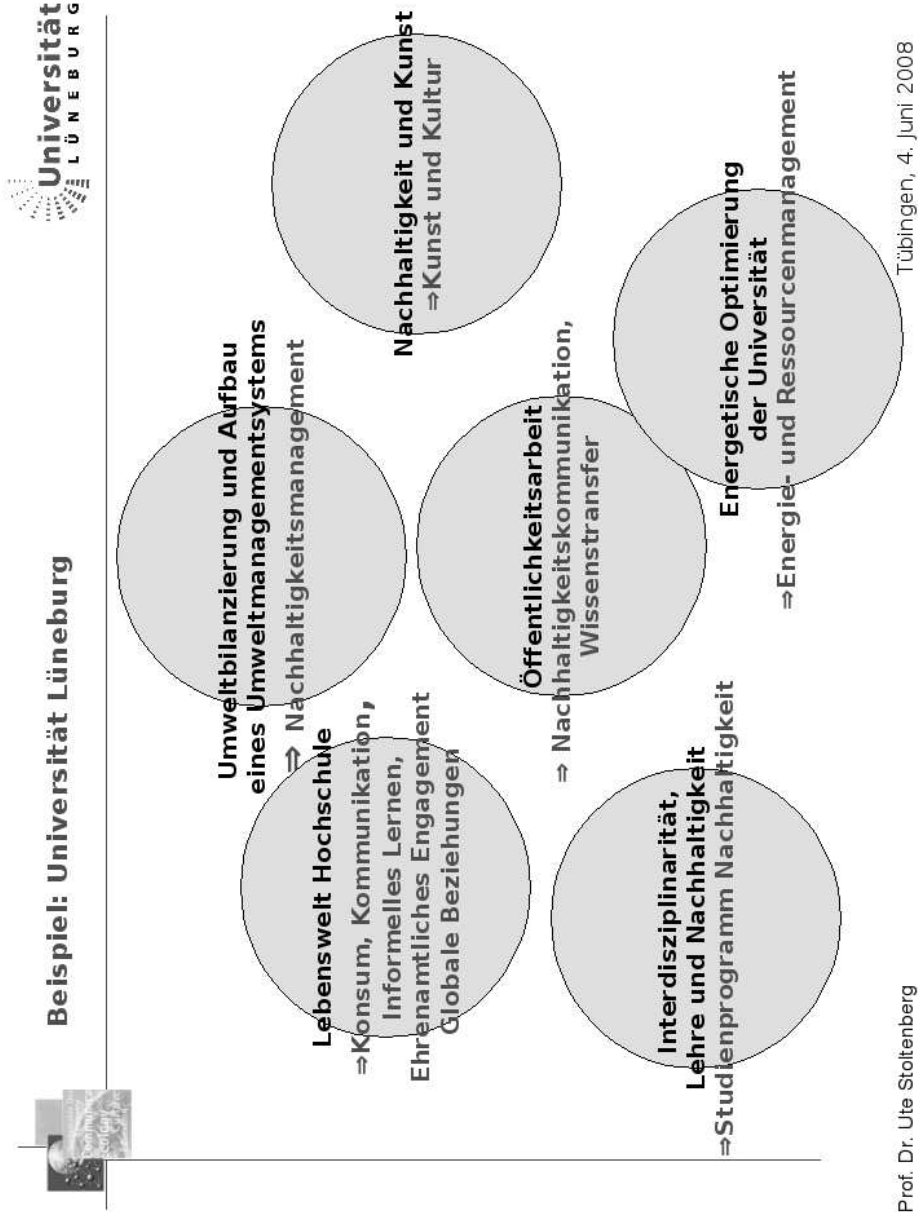 Universität
LÜNEBURG
Beispiel: Universität Lüneburg
Umweltbilanzierung und Aufbau
eines Umweltmanagementsystems
⇒ Nachhaltigkeitsmanagement
Nachhaltigkeit und Kunst
⇒Kunst und Kultur
Lebenswelt Hochschule
⇒Konsum, Kommunikation,
Informelles Lernen,
Ehrenamtliches Engagement
Globale Beziehungen
Öffentlichkeitsarbeit
⇒ Nachhaltigkeitskommunikation,
Wissenstransfer
Interdisziplinarität,
Lehre und Nachhaltigkeit
⇒Studienprogramm Nachhaltigkeit
Energetische Optimierung
der Universität
⇒Energie- und Ressourcenmanagement
Prof. Dr. Ute Stoltenberg
Tübingen, 4. Juni 2008